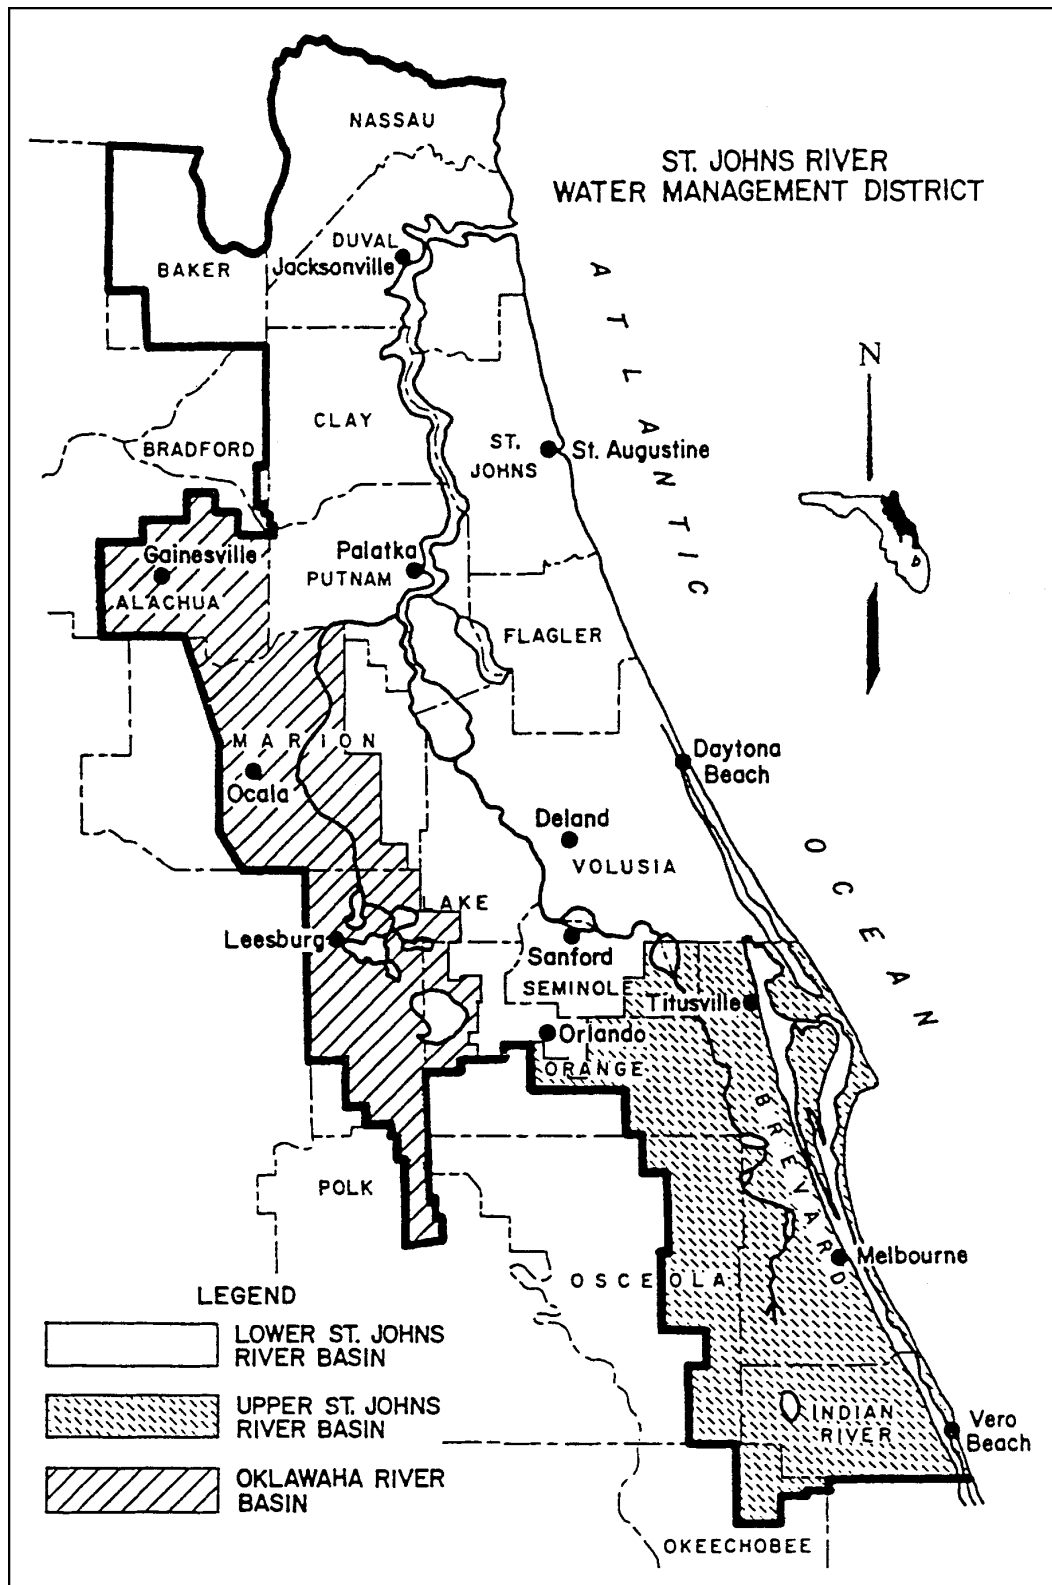 NASSAU
ST. JOHNS RIVER
WATER MANAGEMENT DISTRICT
DUVAL
Jacksonville
BAKER
ATLANTIC
N
CLAY
BRADFORD
ST.
JOHNS
St. Augustine
Gainesville
ALACHUA
Palatka
PUTNAM
FLAGLER
MARION
Ocala
Daytona
Beach
Deland
VOLUSIA
OCEAN
LAKE
Leesburg
Sanford
SEMINOLE
Titusville
Orlando
ORANGE
BREVARD
POLK
Melbourne
OSCEOLA
LEGEND
LOWER ST. JOHNS
RIVER BASIN
UPPER ST. JOHNS
RIVER BASIN
INDIAN
RIVER
Vero
Beach
OKLAWAHA RIVER
BASIN
OKEECHOBEE